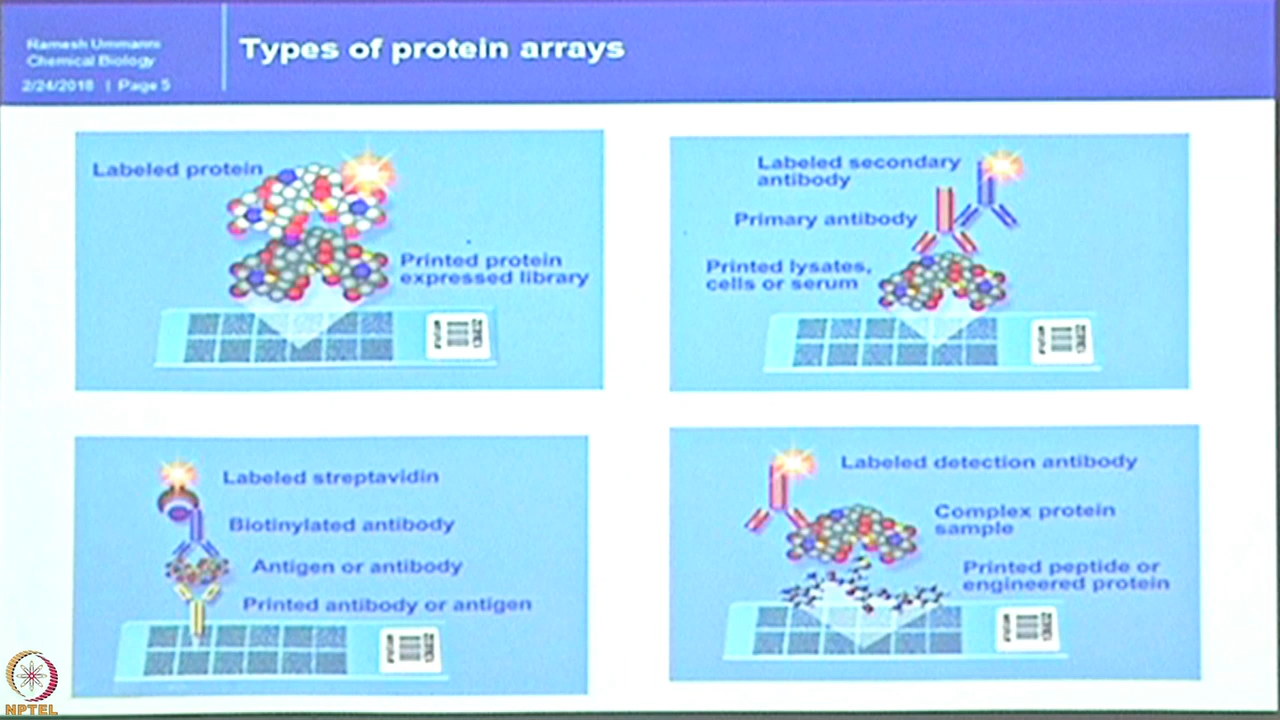 Ramesh Ummanni
Chemical Biology
2/24/2018 | Page 5
Types of protein arrays
Labeled protein
Printed protein
expressed library
Labeled secondary
antibody
Primary antibody
Printed lysates,
cells or serum
Labeled streptavidin
Biotinylated antibody
Antigen or antibody
Printed antibody or antigen
Labeled detection antibody
Complex protein
sample
Printed peptide or
engineered protein
NPTEL